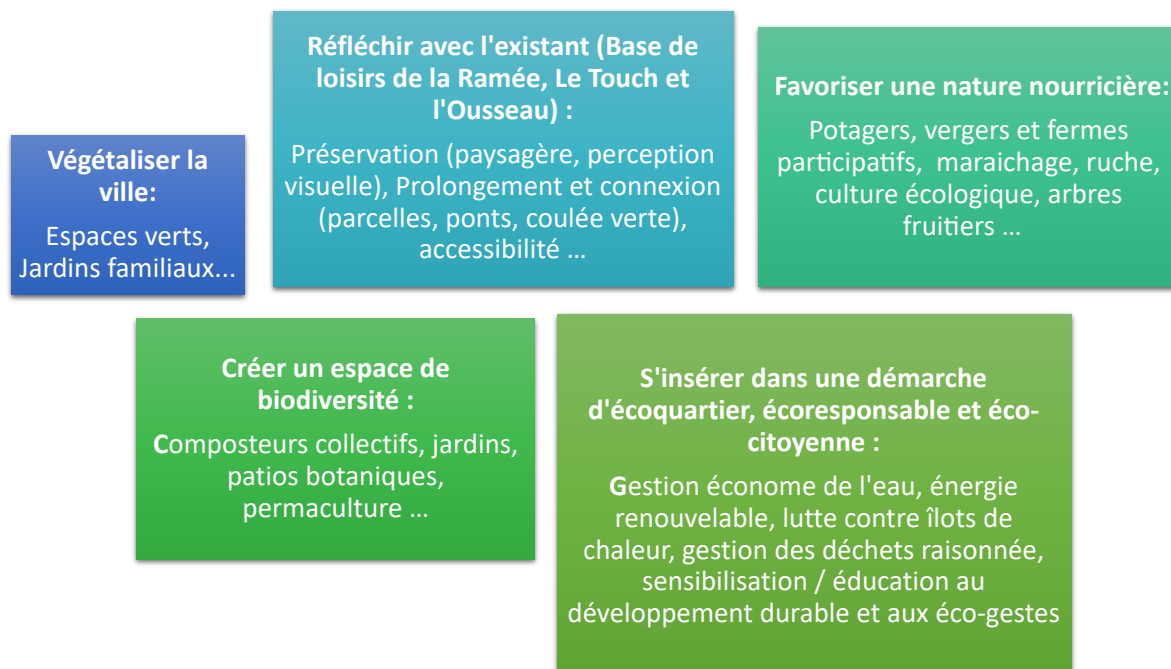 Végétaliser la
ville:
Espaces verts,
Jardins familiaux...
Réfléchir avec l'existant (Base de
loisirs de la Ramée, Le Touch et
l'Ousseau) :
Préservation (paysagère, perception
visuelle), Prolongement et connexion
(parcelles, ponts, coulée verte),
accessibilité ...
Favoriser une nature nourricière:
Potagers, vergers et fermes
participatifs, maraichage, ruche,
culture écologique, arbres
fruitiers ...
Créer un espace de
biodiversité :
Composteurs collectifs, jardins,
patios botaniques,
permaculture ...
S'insérer dans une démarche
d'écoquartier, écoresponsable et éco-
citoyenne :
Gestion économe de l'eau, énergie
renouvelable, lutte contre îlots de
chaleur, gestion des déchets raisonnée,
sensibilisation / éducation au
développement durable et aux éco-gestes